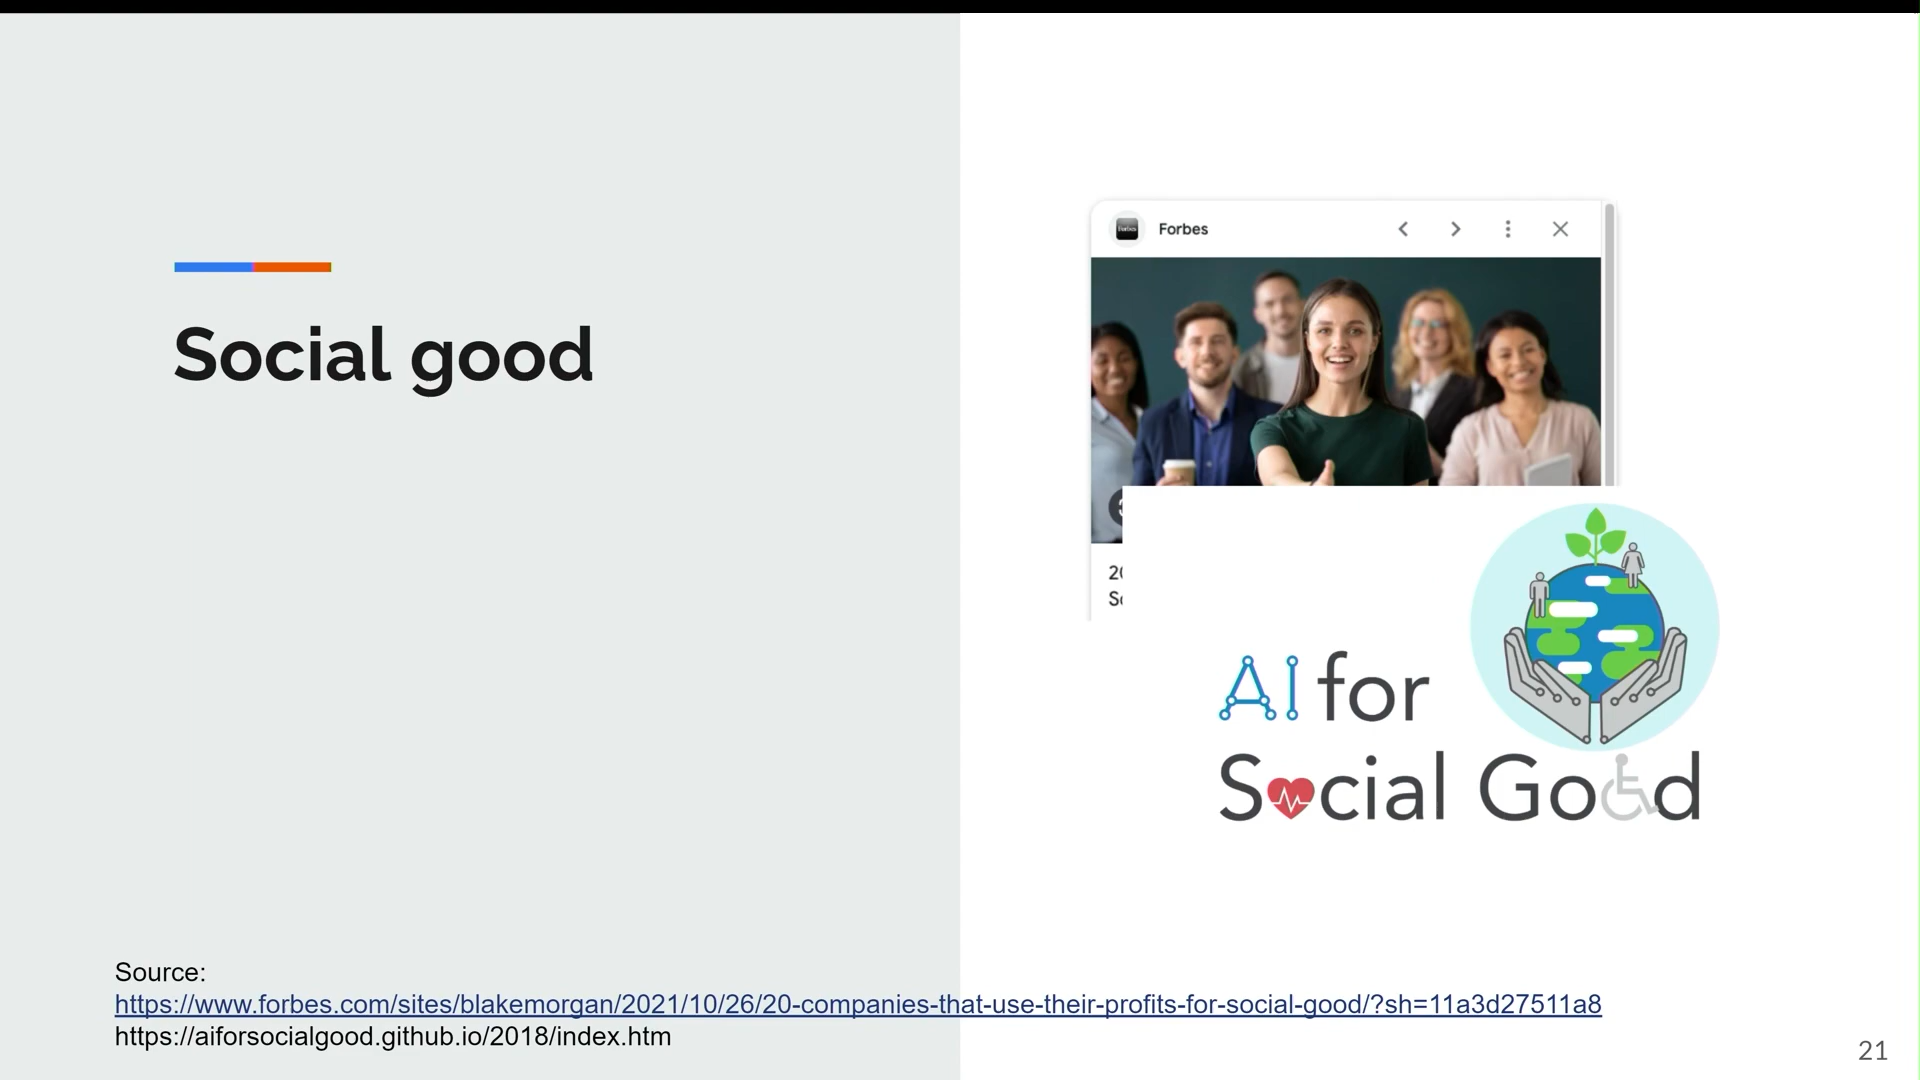 Social good
Forbes
20
AI for
Social Good
Source:
https://www.forbes.com/sites/blakemorgan/2021/10/26/20-companies-that-use-their-profits-for-social-good/?sh=11a3d27511a8
https://aiforsocialgood.github.io/2018/index.htm
21